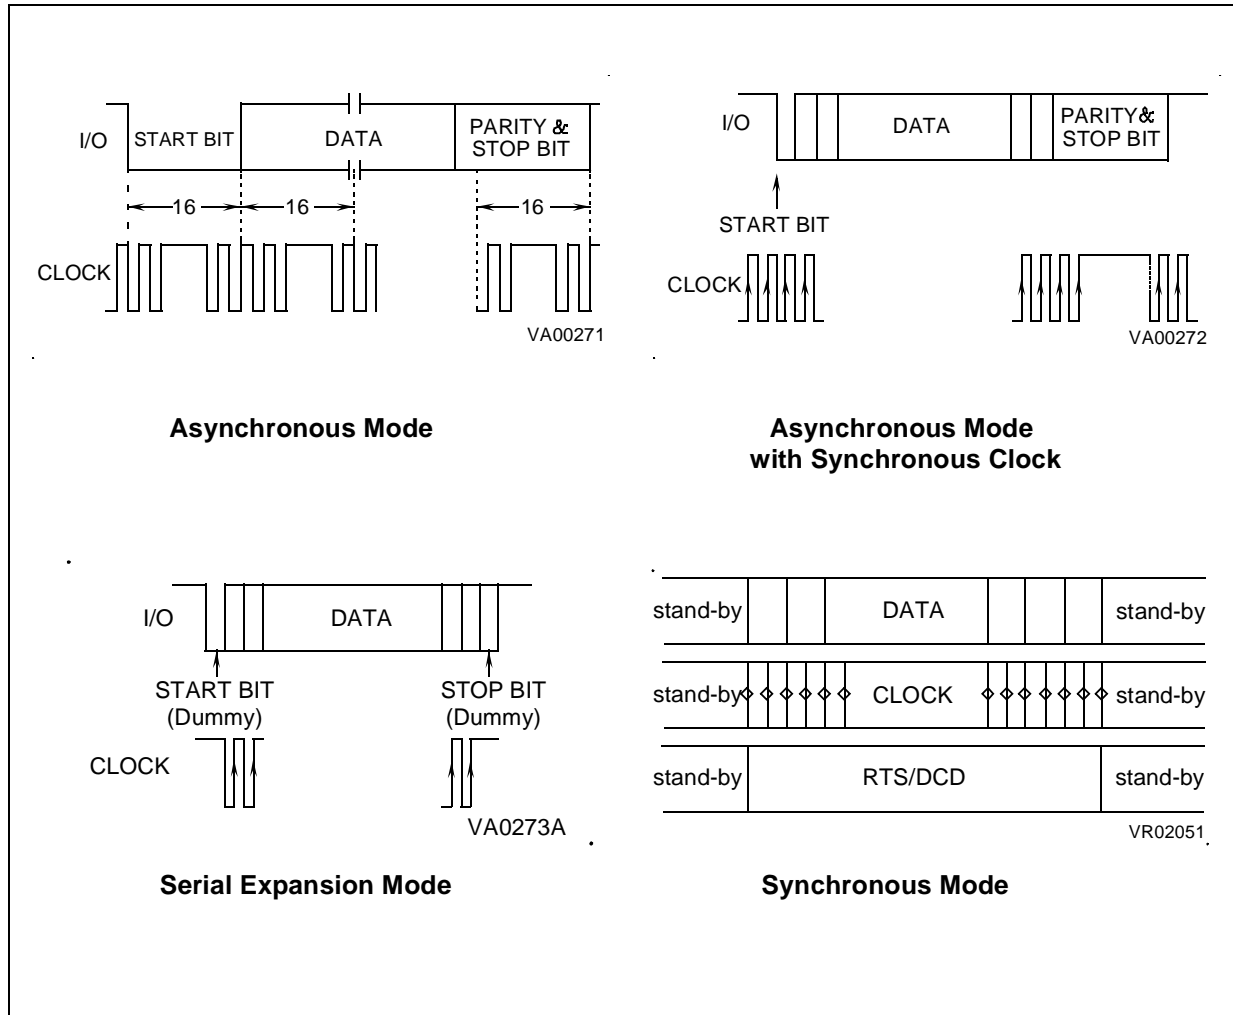 I/O
START BIT
DATA
PARITY &
STOP BIT
16
16
16
CLOCK
VA00271
Asynchronous Mode
I/O
DATA
PARITY&
STOP BIT
START BIT
CLOCK
VA00272
Asynchronous Mode
with Synchronous Clock
I/O
DATA
START BIT
(Dummy)
STOP BIT
(Dummy)
CLOCK
VA0273A
Serial Expansion Mode
stand-by
DATA
stand-by
stand-by
CLOCK
stand-by
stand-by
RTS/DCD
stand-by
VR02051
Synchronous Mode